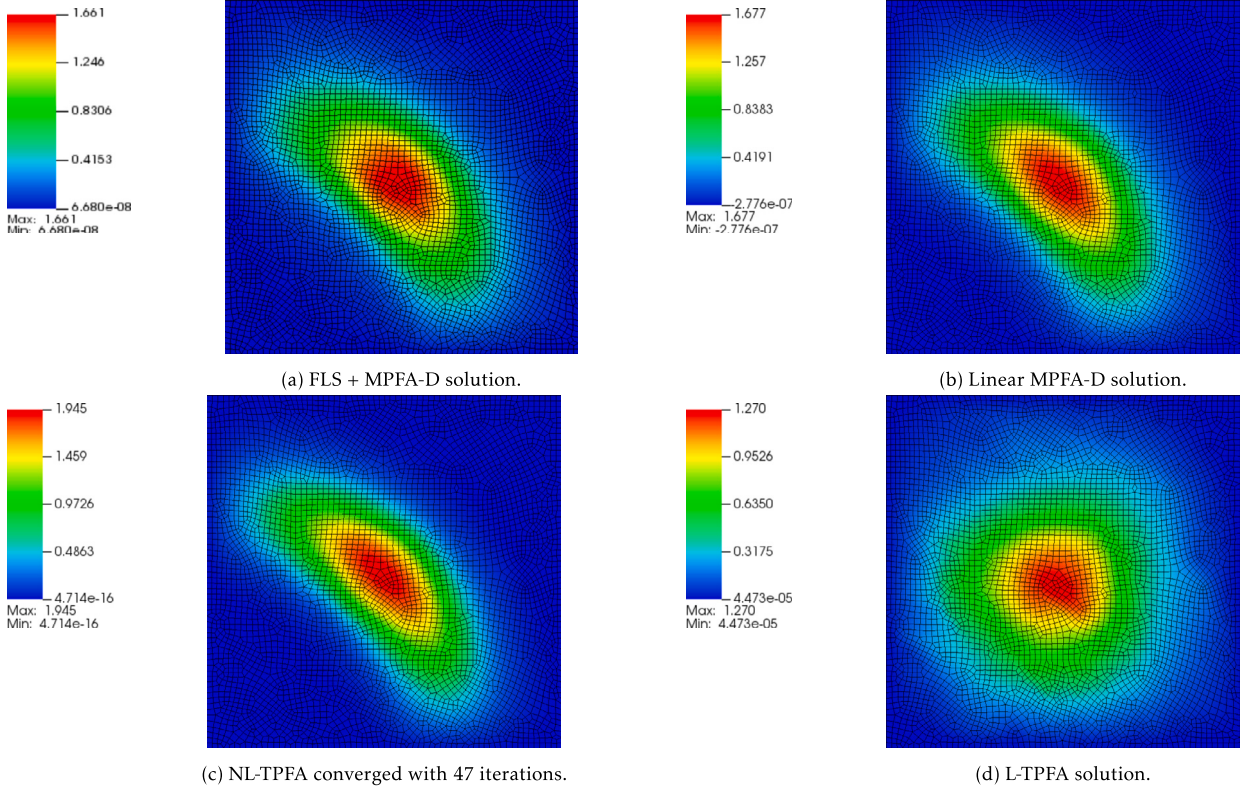 1.661
1.246
0.8306
0.4153
6.680e-08
Max: 1.661
Min: 6.680e-08
1.677
1.257
0.8383
0.4191
-2.776e-07
Max: 1.677
Min: -2.776e-07
(a) FLS + MPFA-D solution.
(b) Linear MPFA-D solution.
1.945
1.459
0.9726
0.4863
4.714e-16
Max: 1.945
Min: 4.714e-16
1.270
0.9526
0.6350
0.3175
4.473e-05
Max: 1.270
Min: 4.473e-05
(c) NL-TPFA converged with 47 iterations.
(d) L-TPFA solution.